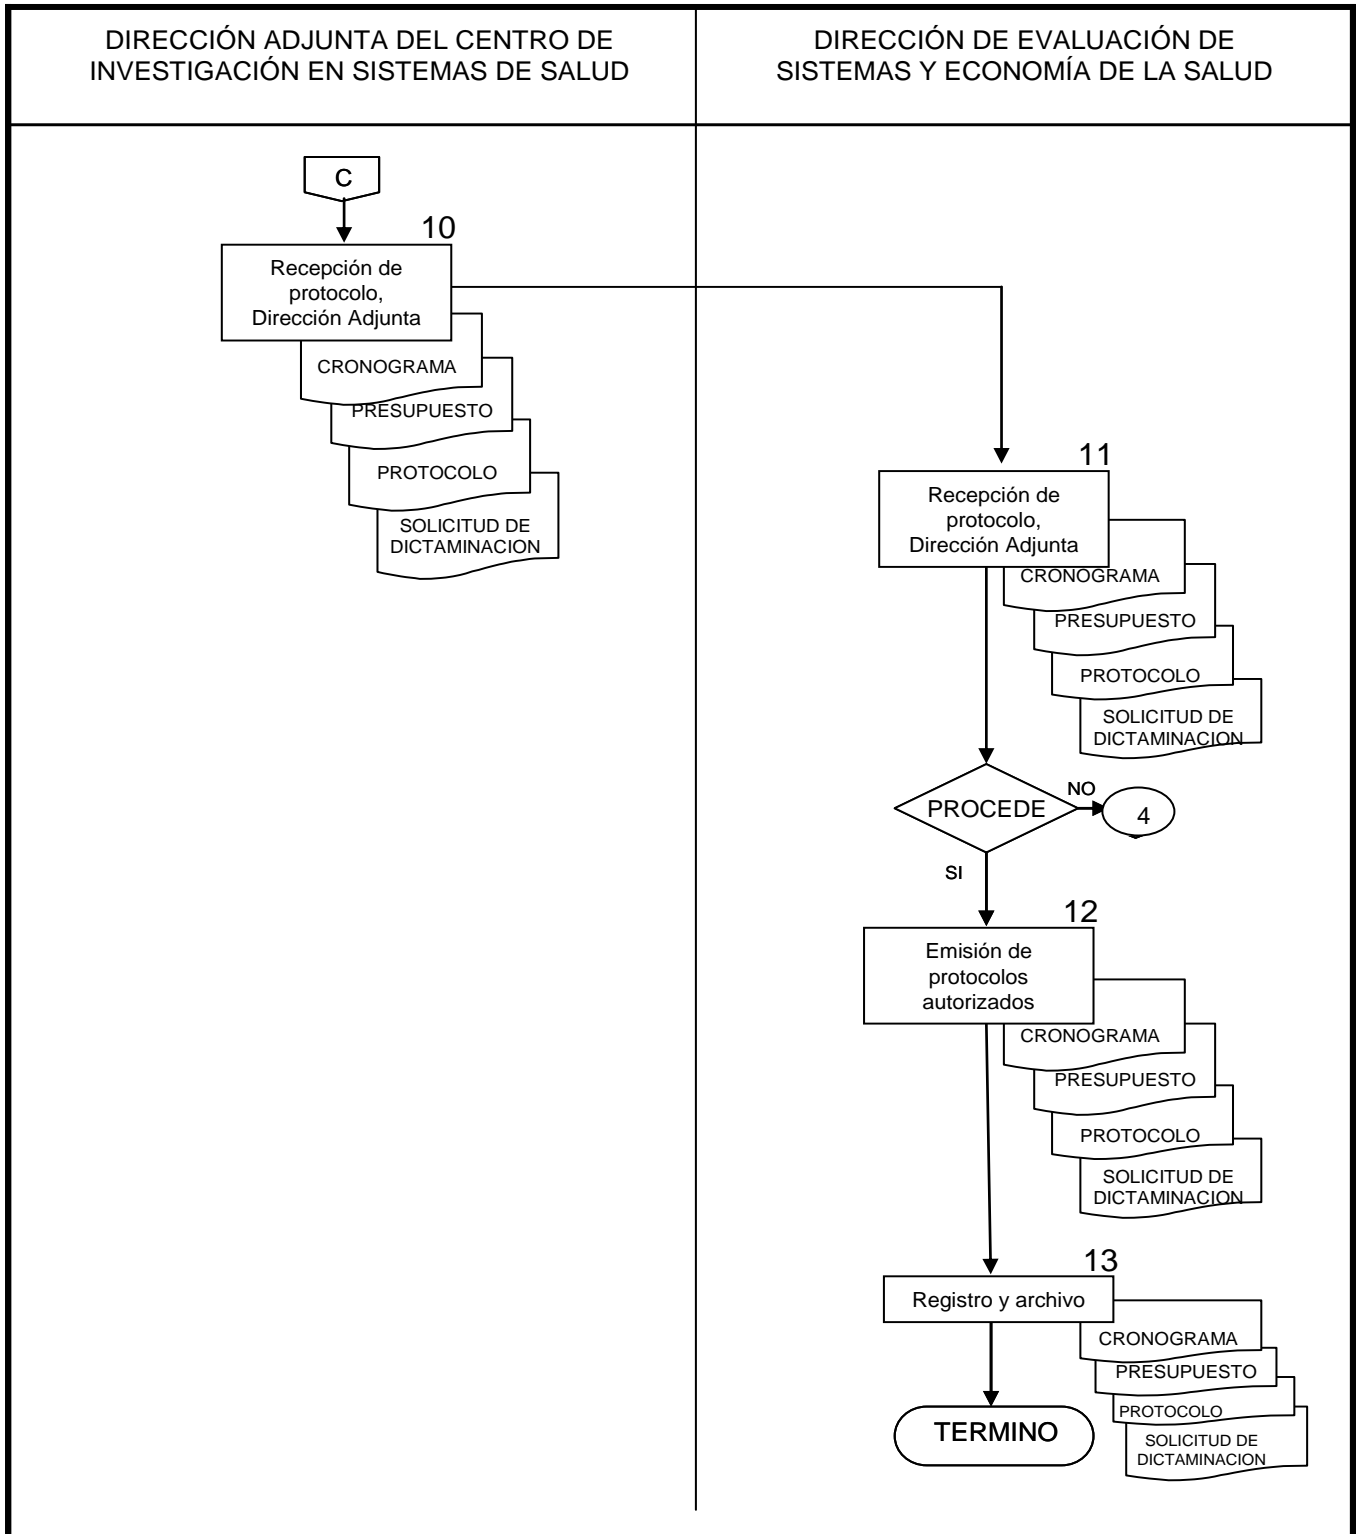 DIRECCIÓN ADJUNTA DEL CENTRO DE
INVESTIGACIÓN EN SISTEMAS DE SALUD
DIRECCIÓN DE EVALUACIÓN DE
SISTEMAS Y ECONOMÍA DE LA SALUD
C
10
Recepción de
protocolo,
Dirección Adjunta
CRONOGRAMA
PRESUPUESTO
PROTOCOLO
SOLICITUD DE
DICTAMINACION
11
Recepción de
protocolo,
Dirección Adjunta
CRONOGRAMA
PRESUPUESTO
PROTOCOLO
SOLICITUD DE
DICTAMINACION
PROCEDE
NO
4
SI
12
Emisión de
protocolos
autorizados
CRONOGRAMA
PRESUPUESTO
PROTOCOLO
SOLICITUD DE
DICTAMINACION
13
Registro y archivo
CRONOGRAMA
PRESUPUESTO
PROTOCOLO
SOLICITUD DE
DICTAMINACION
TERMINO